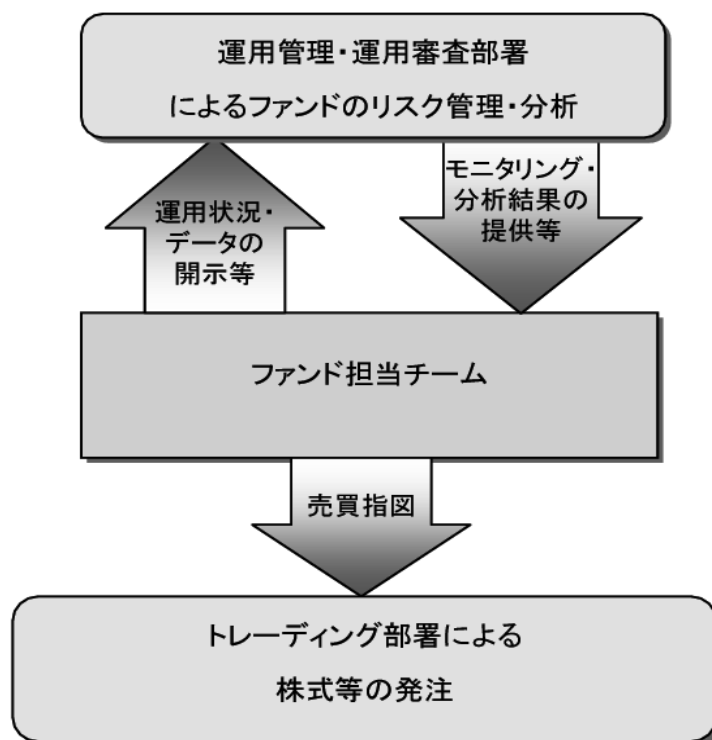 運用管理・運用審査部署
によるファンドのリスク管理・分析
運用状況・
データの
開示等
モニタリング・
分析結果の
提供等
ファンド担当チーム
売買指図
トレーディング部署による
株式等の発注